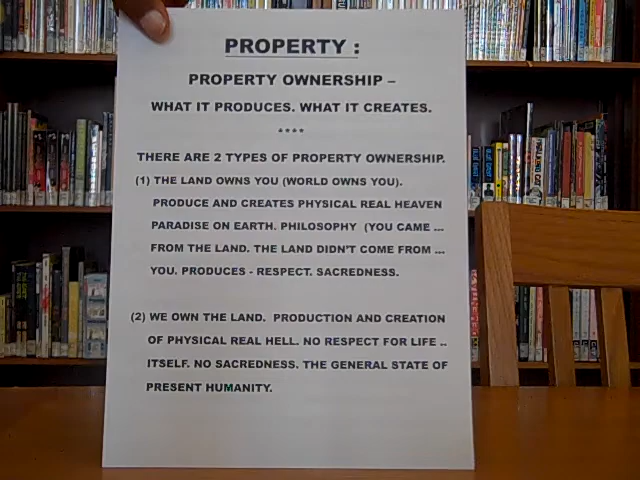 PROPERTY :
PROPERTY OWNERSHIP –
WHAT IT PRODUCES. WHAT IT CREATES.
****
THERE ARE 2 TYPES OF PROPERTY OWNERSHIP.
(1) THE LAND OWNS YOU (WORLD OWNS YOU).
PRODUCE AND CREATES PHYSICAL REAL HEAVEN
PARADISE ON EARTH. PHILOSOPHY (YOU CAME ...
FROM THE LAND. THE LAND DIDN'T COME FROM ...
YOU. PRODUCES - RESPECT. SACREDNESS.
(2) WE OWN THE LAND. PRODUCTION AND CREATION
OF PHYSICAL REAL HELL. NO RESPECT FOR LIFE ..
ITSELF. NO SACREDNESS. THE GENERAL STATE OF
PRESENT HUMANITY.